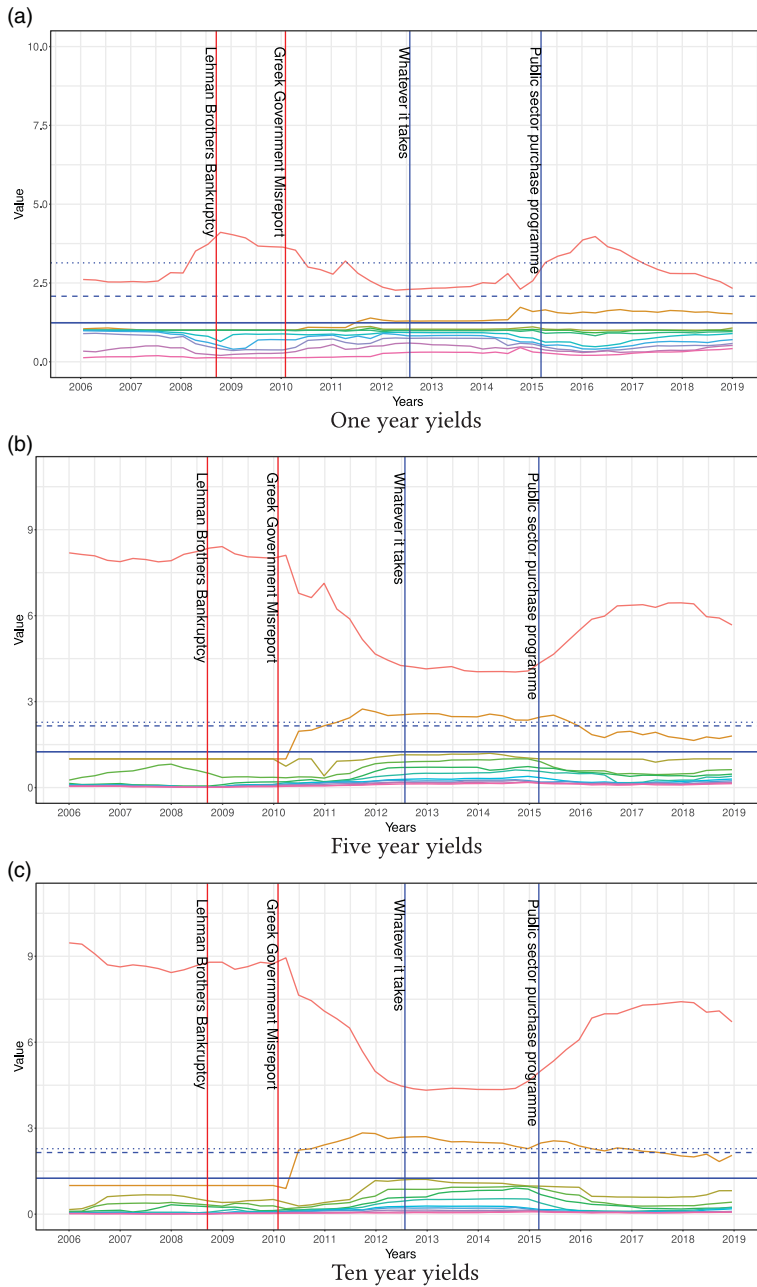 (a)
10.0
7.5
5.0
2.5
0.0
Value
Lehman Brothers Bankruptcy
Greek Government Misreport
Whatever it takes
Public sector purchase programme
2006 2007 2008 2009 2010 2011 2012 2013 2014 2015 2016 2017 2018 2019
Years
One year yields
(b)
9
6
3
0
Value
Lehman Brothers Bankruptcy
Greek Government Misreport
Whatever it takes
Public sector purchase programme
2006 2007 2008 2009 2010 2011 2012 2013 2014 2015 2016 2017 2018 2019
Years
Five year yields
(c)
9
6
3
0
Value
Lehman Brothers Bankruptcy
Greek Government Misreport
Whatever it takes
Public sector purchase programme
2006 2007 2008 2009 2010 2011 2012 2013 2014 2015 2016 2017 2018 2019
Years
Ten year yields